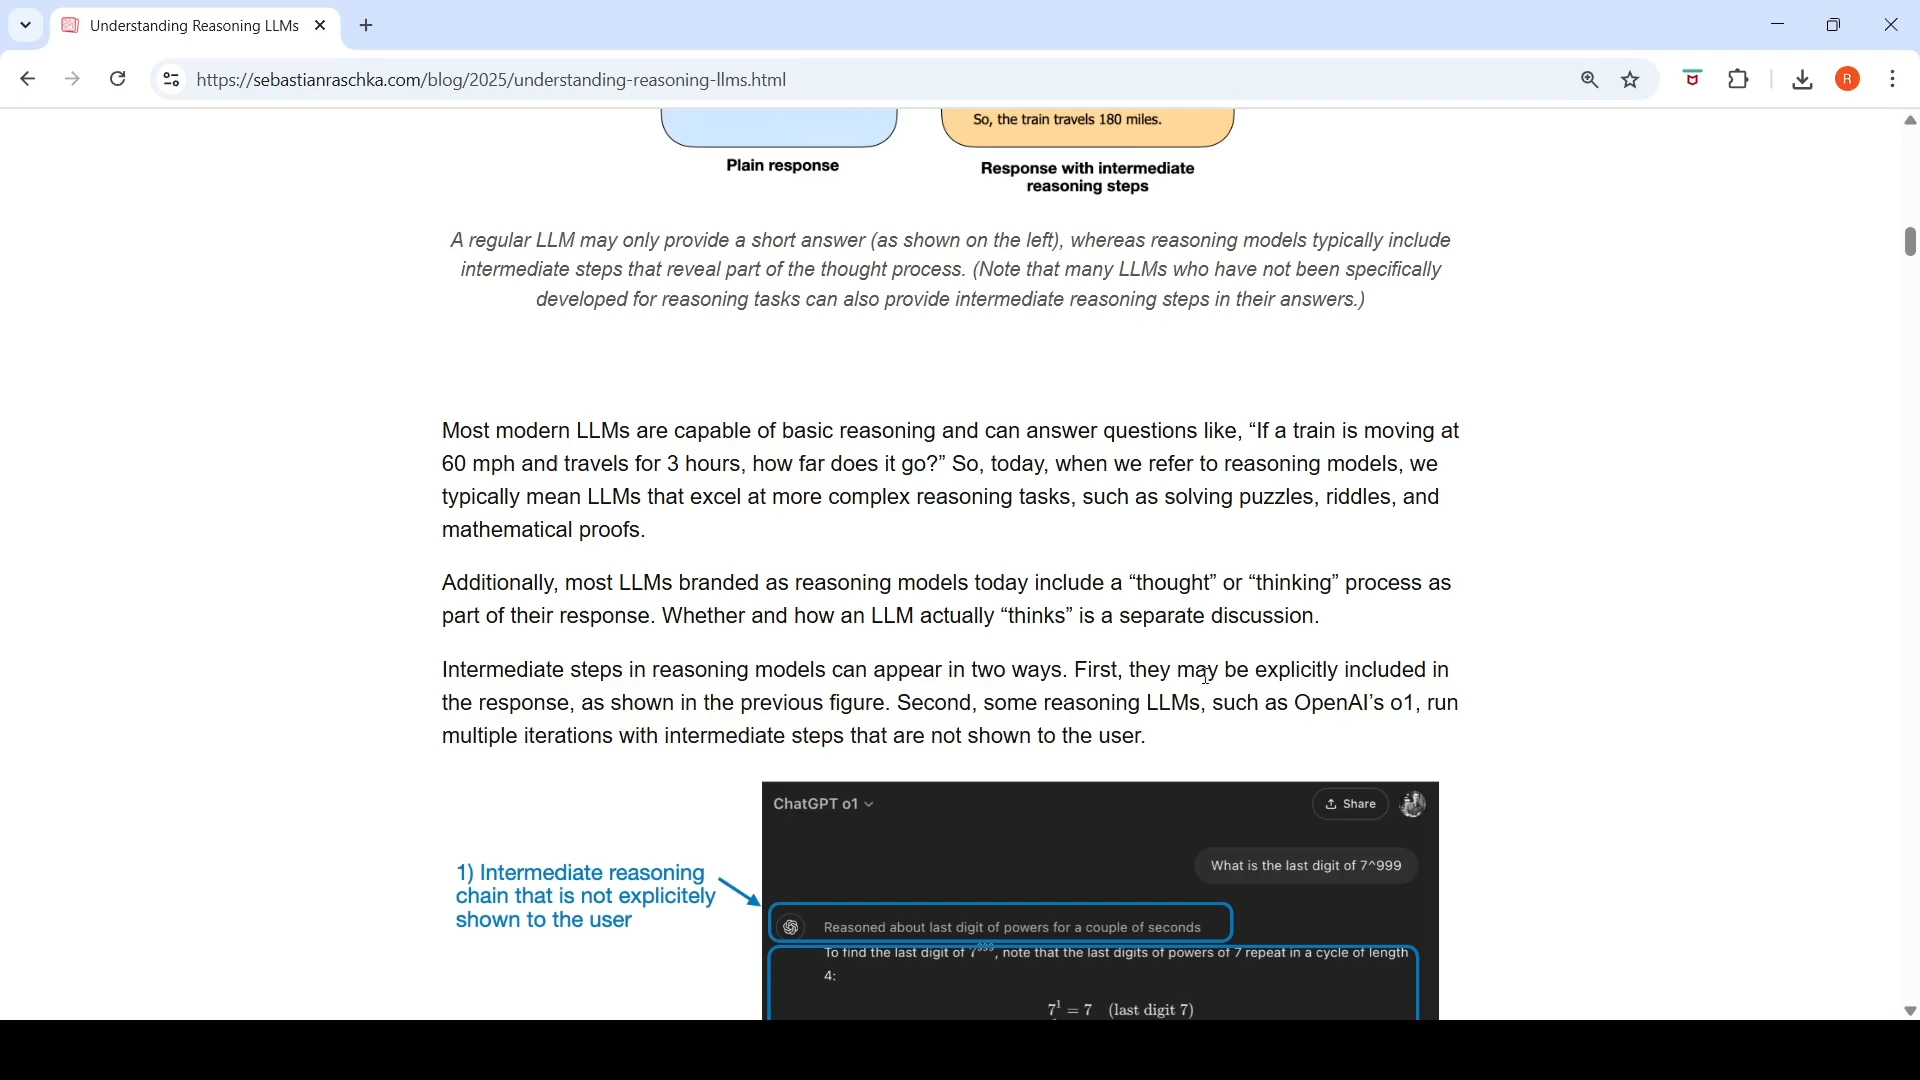 Understanding Reasoning LLMs
https://sebastianraschka.com/blog/2025/understanding-reasoning-llms.html
R
So, the train travels 180 miles.
Plain response
Response with intermediate
reasoning steps
A regular LLM may only provide a short answer (as shown on the left), whereas reasoning models typically include
intermediate steps that reveal part of the thought process. (Note that many LLMs who have not been specifically
developed for reasoning tasks can also provide intermediate reasoning steps in their answers.)
Most modern LLMs are capable of basic reasoning and can answer questions like, “If a train is moving at
60 mph and travels for 3 hours, how far does it go?” So, today, when we refer to reasoning models, we
typically mean LLMs that excel at more complex reasoning tasks, such as solving puzzles, riddles, and
mathematical proofs.
Additionally, most LLMs branded as reasoning models today include a “thought” or “thinking” process as
part of their response. Whether and how an LLM actually “thinks” is a separate discussion.
Intermediate steps in reasoning models can appear in two ways. First, they may be explicitly included in
the response, as shown in the previous figure. Second, some reasoning LLMs, such as OpenAI’s o1, run
multiple iterations with intermediate steps that are not shown to the user.
ChatGPT o1
Share
What is the last digit of 7^999
1) Intermediate reasoning
chain that is not explicitely
shown to the user
Reasoned about last digit of powers for a couple of seconds
To find the last digit of 7⁹⁹⁹, note that the last digits of powers of 7 repeat in a cycle of length
4:
7¹ = 7 (last digit 7)